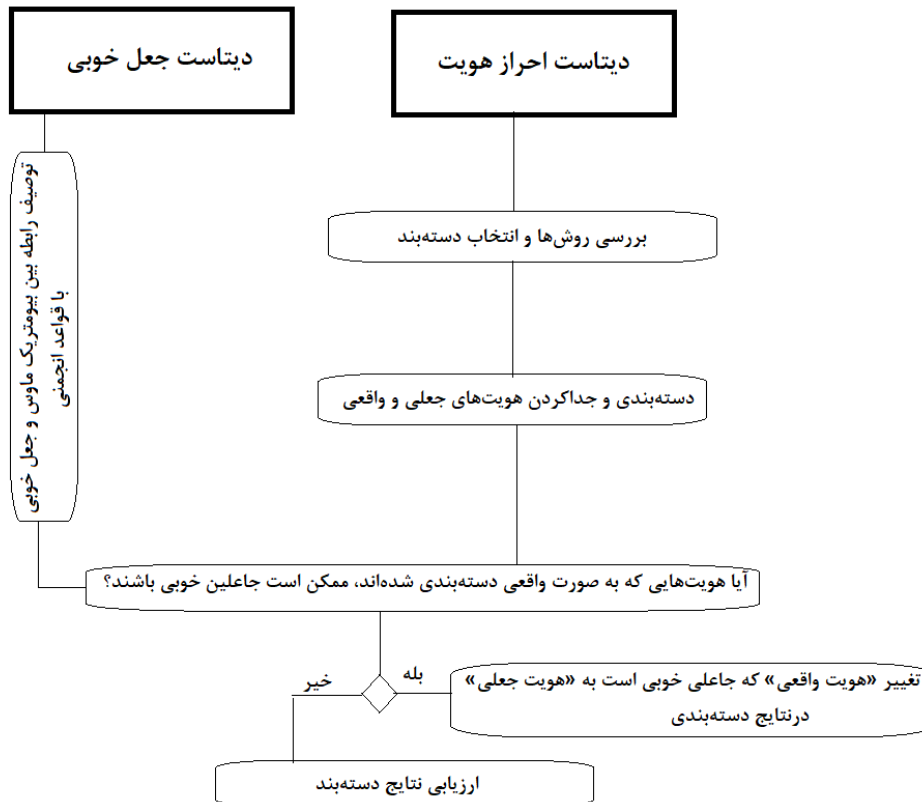 دیتاست احراز هویت
دیتاست جعل خوبی
توصیف رابطه بین بیومتریک ماوس و جعل خوبی
با قواعد انجمنی
بررسی روش‌ها و انتخاب دسته‌بند
دسته‌بندی و جداکردن هویت‌های جعلی و واقعی
آیا هویت‌هایی که به صورت واقعی دسته‌بندی شده‌اند، ممکن است جاعلین خوبی باشند؟
بله
خیر
تغییر «هویت واقعی» که جاعلی خوبی است به «هویت جعلی»
درنتایج دسته‌بندی
ارزیابی نتایج دسته‌بند